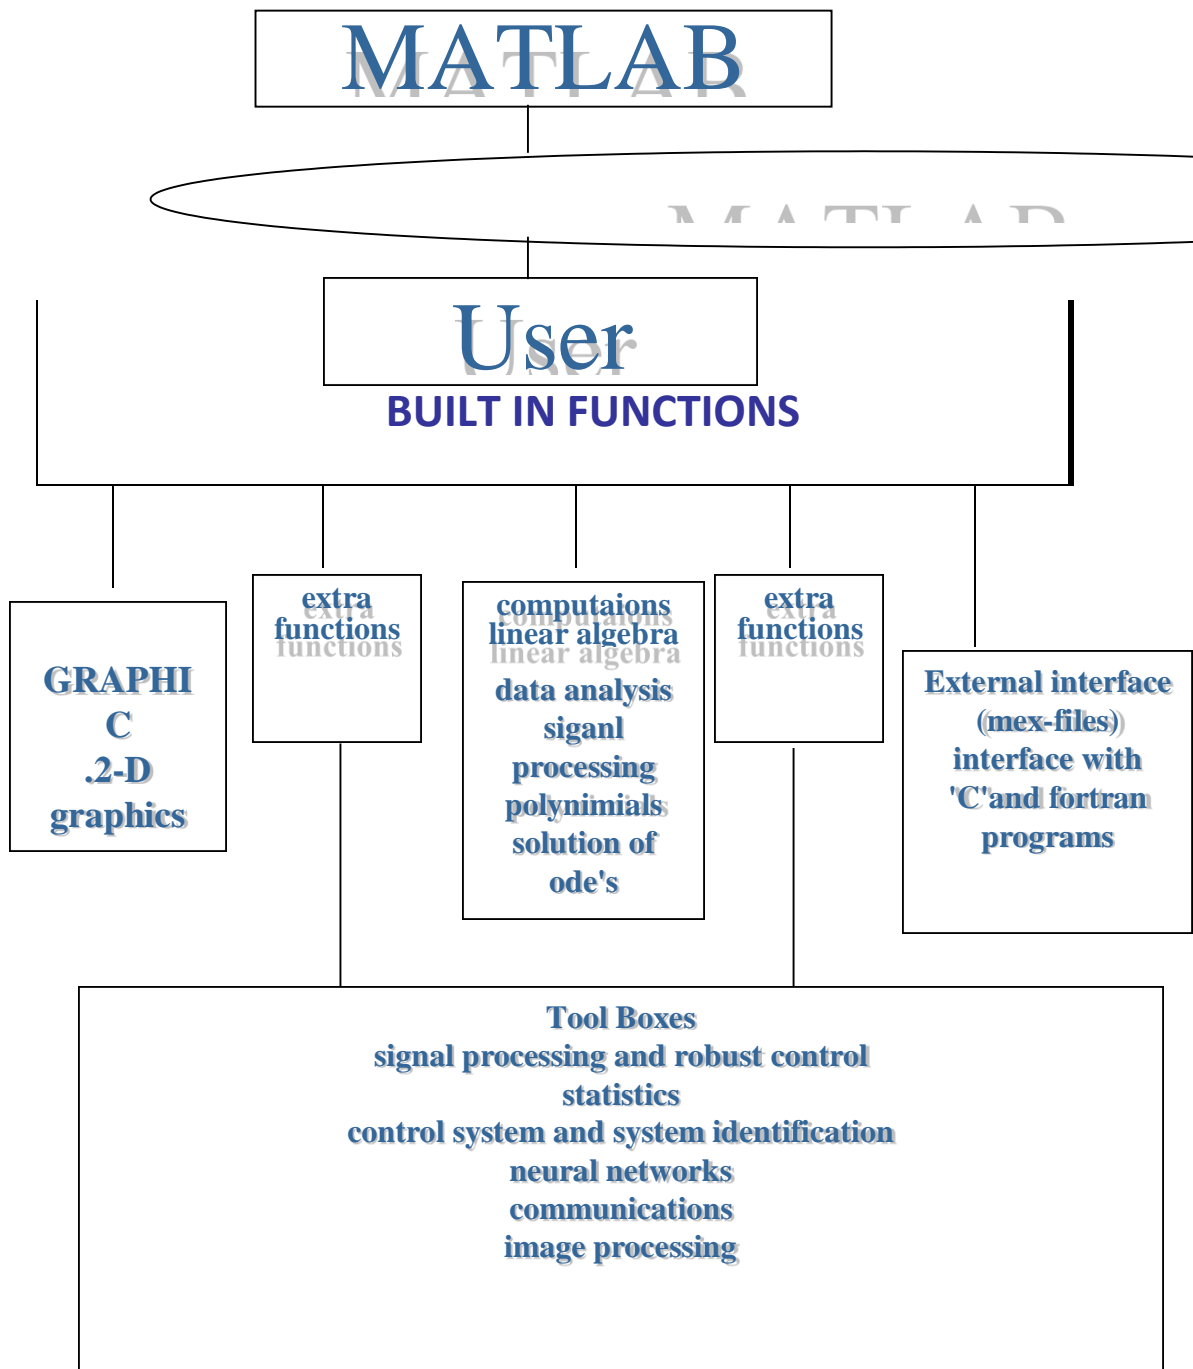 MATLAB
MATLAB
User
BUILT IN FUNCTIONS
GRAPHI
C
.2-D
graphics
extra
functions
computaions
linear algebra
data analysis
siganl
processing
polynimials
solution of
ode's
extra
functions
External interface
(mex-files)
interface with
'C'and fortran
programs
Tool Boxes
signal processing and robust control
statistics
control system and system identification
neural networks
communications
image processing